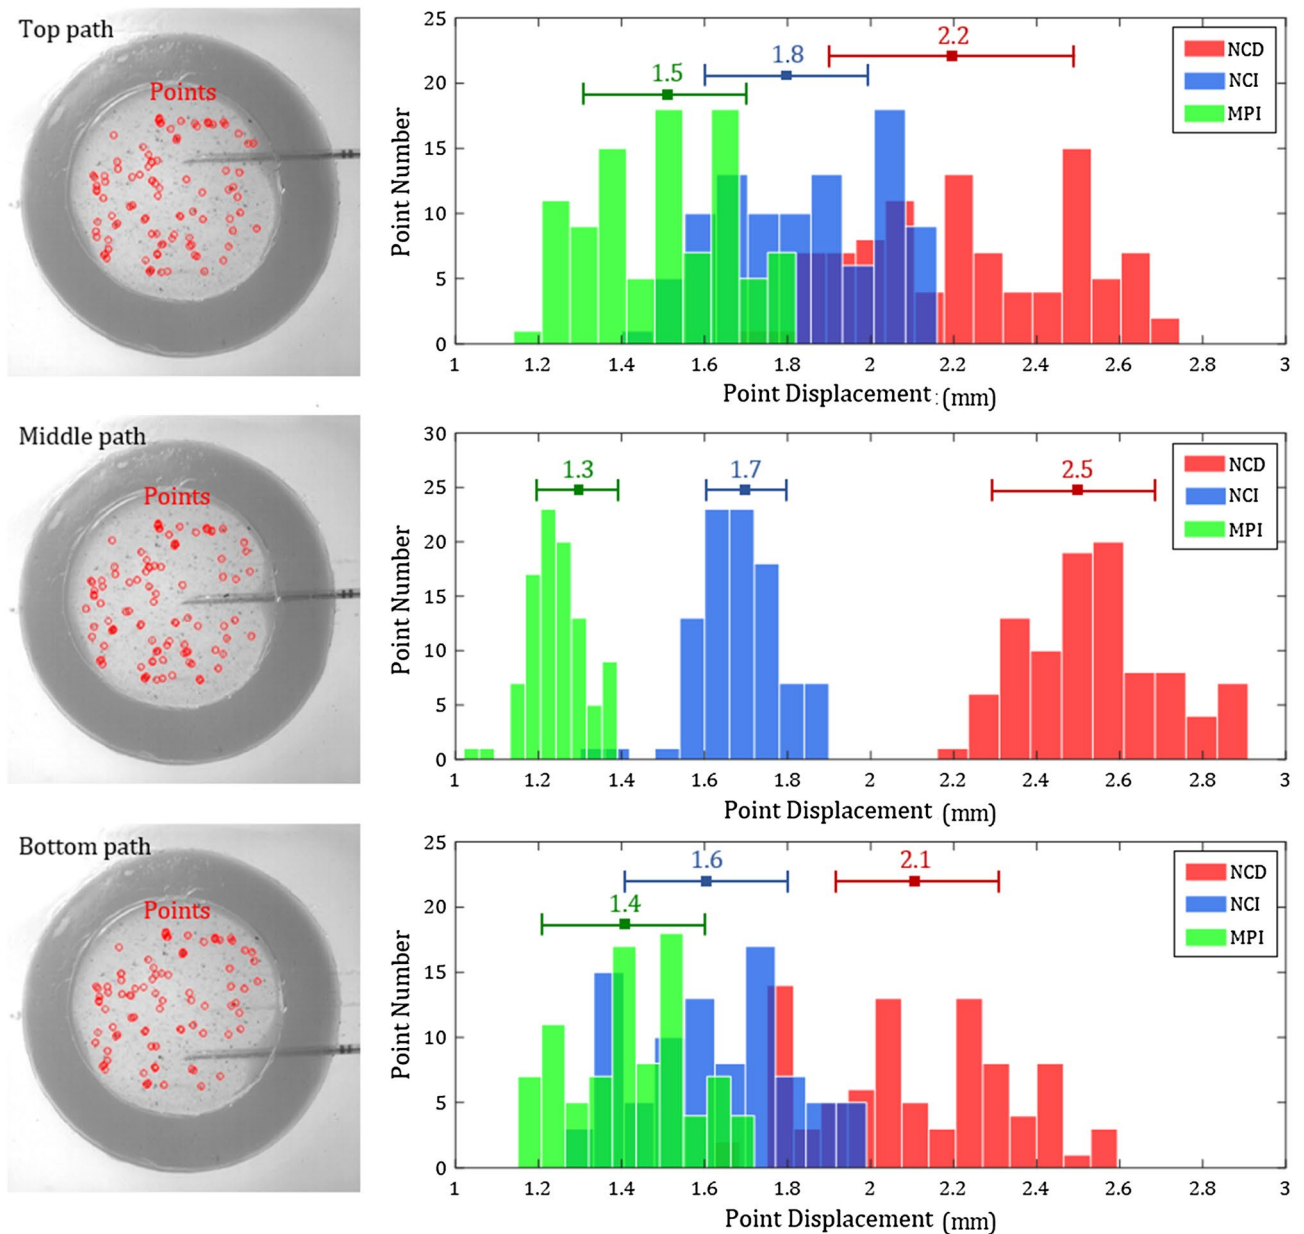 Top path
Points
25
20
15
10
5
0
Point Number
2.2
1.8
1.5
NCD
NCI
MPI
1 1.2 1.4 1.6 1.8 2 2.2 2.4 2.6 2.8 3
Point Displacement (mm)
Middle path
Points
30
25
20
15
10
5
0
Point Number
1.3 1.7 2.5
NCD
NCI
MPI
1 1.2 1.4 1.6 1.8 2 2.2 2.4 2.6 2.8 3
Point Displacement (mm)
Bottom path
Points
25
20
15
10
5
0
Point Number
1.6 2.1
1.4
NCD
NCI
MPI
1 1.2 1.4 1.6 1.8 2 2.2 2.4 2.6 2.8 3
Point Displacement (mm)